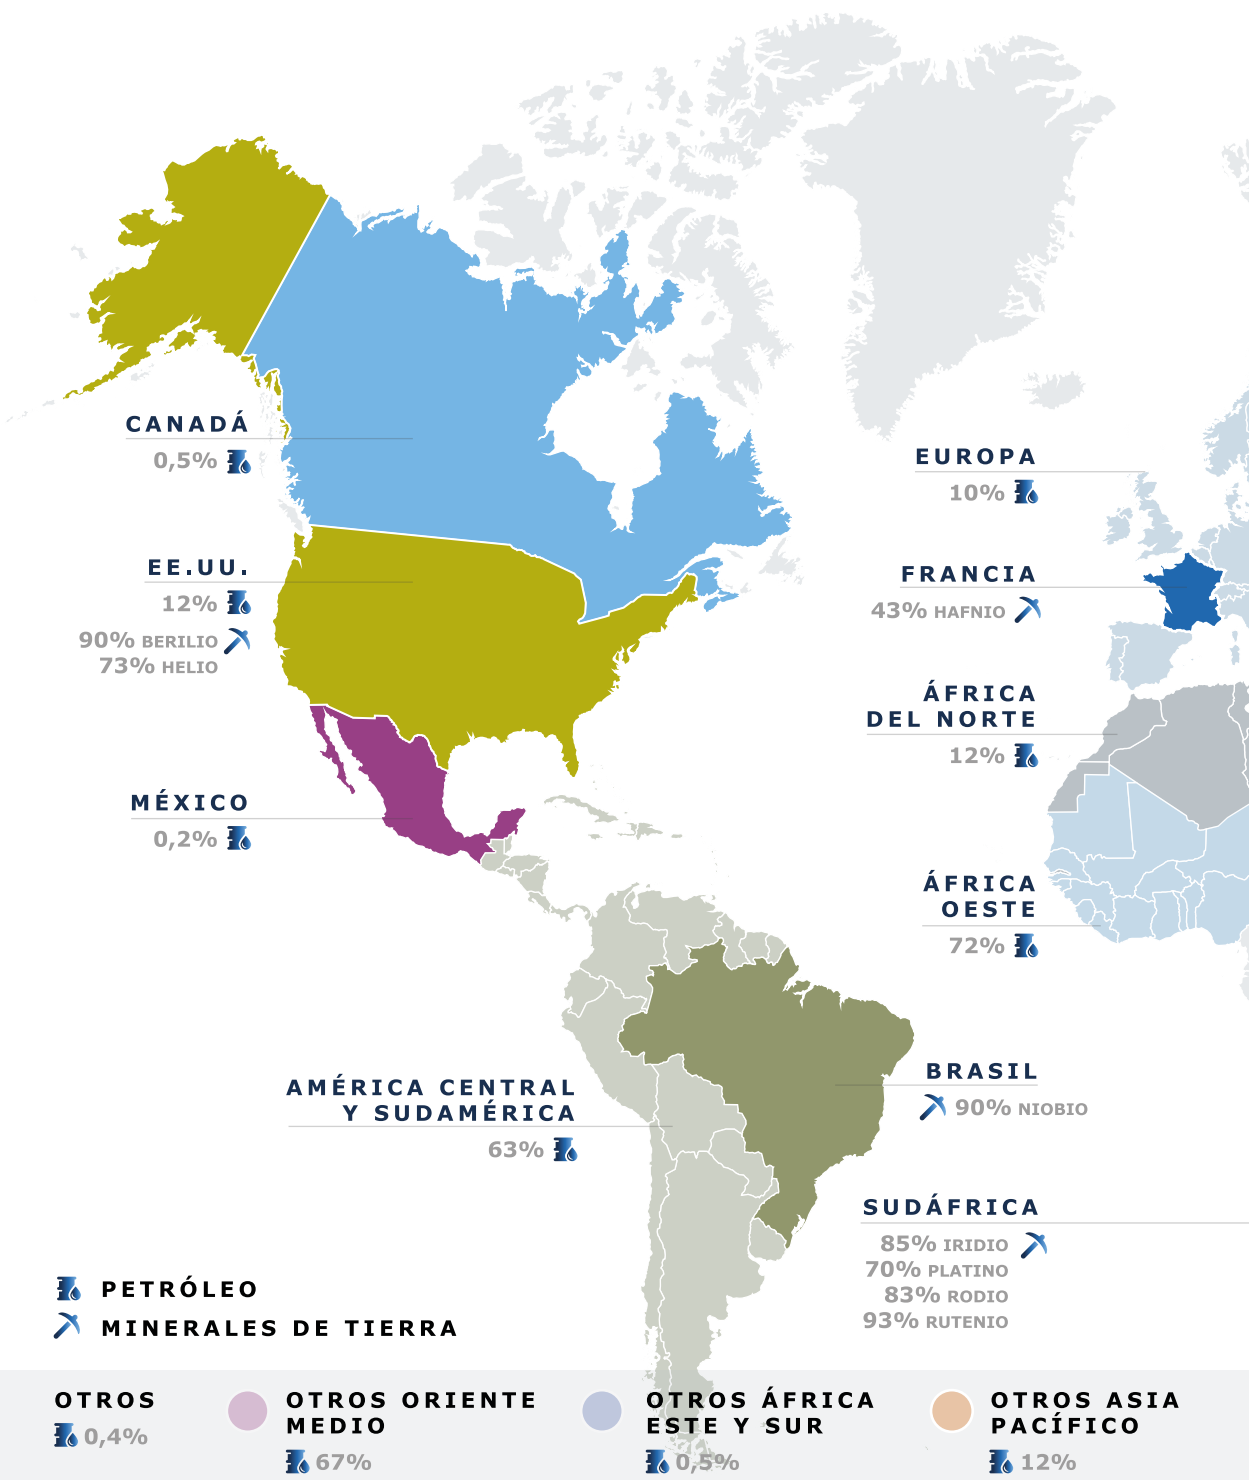 CANADÁ
0,5%
EE.UU.
12%
90% BERILIO
73% HELIO
MÉXICO
0,2%
EUROPA
10%
FRANCIA
43% HAFNIO
ÁFRICA
DEL NORTE
12%
ÁFRICA
OESTE
72%
AMÉRICA CENTRAL
Y SUDAMÉRICA
63%
BRASIL
90% NIOBIO
SUDÁFRICA
85% IRIDIO
70% PLATINO
83% RODIO
93% RUTENIO
PETRÓLEO
MINERALES DE TIERRA
OTROS
0,4%
OTROS ORIENTE
MEDIO
67%
OTROS ÁFRICA
ESTE Y SUR
0,5%
OTROS ASIA
PACÍFICO
12%